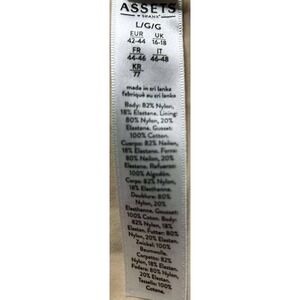 ASSETS
BY SPANX
L/G/G
EUR UK
42-44 16-18
FR IT
44-46 46-48
KR
77
made in sri lanka
fabriqué au sri lanka
Body: 82% Nylon,
18% Elastane. Lining:
80% Nylon, 20%
Elastane. Gusset:
100% Cotton.
Cuerpo: 82% Nailon,
18% Elastano. Forro:
80% Nailon, 20%
Elastano. Refuerzo:
100% Algodón.
Corps: 82% Nylon,
18% Elasthanne.
Doublure: 80%
Nylon, 20%
Elasthanne. Gousset:
100% Coton. Body:
82% Nylon, 18%
Elastan. Futter: 80%
Nylon, 20% Elastan.
Zwickel: 100%
Baumwolle.
Corpetto: 82%
Nylon, 18% Elastan.
Fodera: 80% Nylon,
20% Elastan.
Tassello: 100%
Cotone.